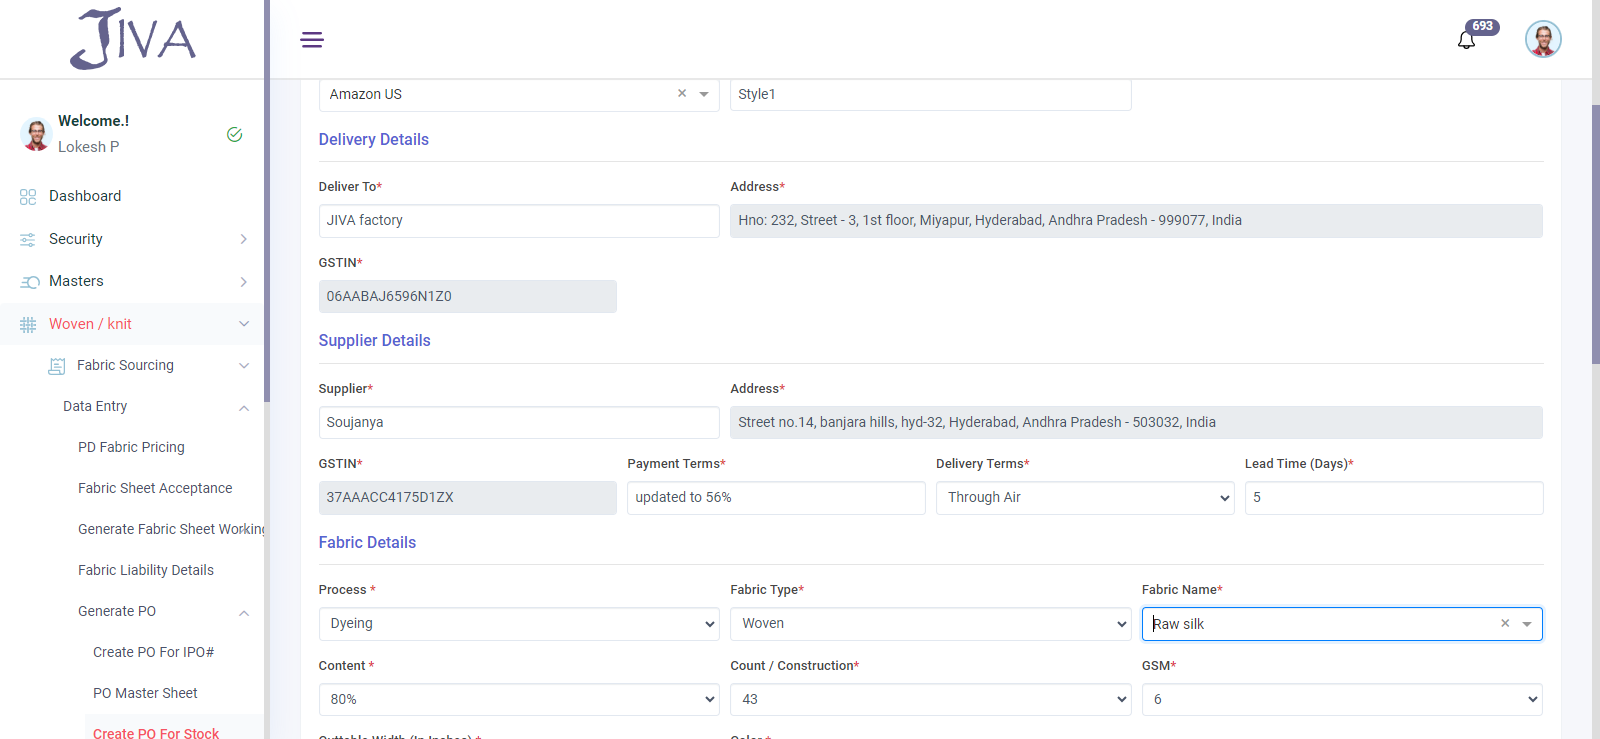 JIVA
693
Welcome.!
Lokesh P
Dashboard
Security
Masters
Woven / knit
Fabric Sourcing
Data Entry
PD Fabric Pricing
Fabric Sheet Acceptance
Generate Fabric Sheet Working
Fabric Liability Details
Generate PO
Create PO For IPO#
PO Master Sheet
Create PO For Stock
Amazon US × Style1
Delivery Details
Deliver To* Address*
JIVA factory Hno: 232, Street - 3, 1st floor, Miyapur, Hyderabad, Andhra Pradesh - 999077, India
GSTIN*
06AABAJ6596N1Z0
Supplier Details
Supplier* Address*
Soujanya Street no.14, banjara hills, hyd-32, Hyderabad, Andhra Pradesh - 503032, India
GSTIN* Payment Terms* Delivery Terms* Lead Time (Days)*
37AAACC4175D1ZX updated to 56% Through Air 5
Fabric Details
Process * Fabric Type* Fabric Name*
Dyeing Woven Raw silk ×
Content * Count / Construction* GSM*
80% 43 6
Cuttable Width (In Inches) * Color *